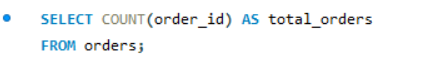 SELECT COUNT(order_id) AS total_orders
FROM orders;